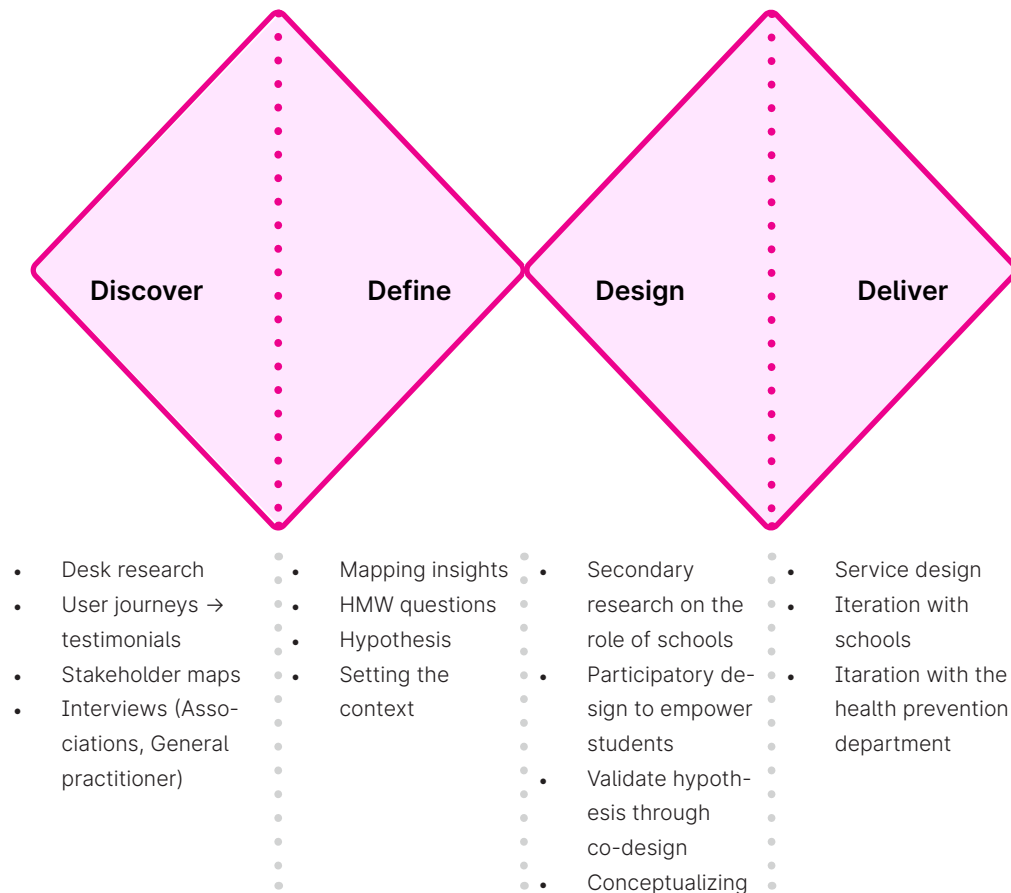 Discover
Define
Design
Deliver
• Desk research
• User journeys →
testimonials
• Stakeholder maps
• Interviews (Asso-
ciations, General
practitioner)
• Mapping insights
• HMW questions
• Hypothesis
• Setting the
context
• Secondary
research on the
role of schools
• Participatory de-
sign to empower
students
• Validate hypoth-
esis through
co-design
• Conceptualizing
• Service design
• Iteration with
schools
• Itaration with the
health prevention
department